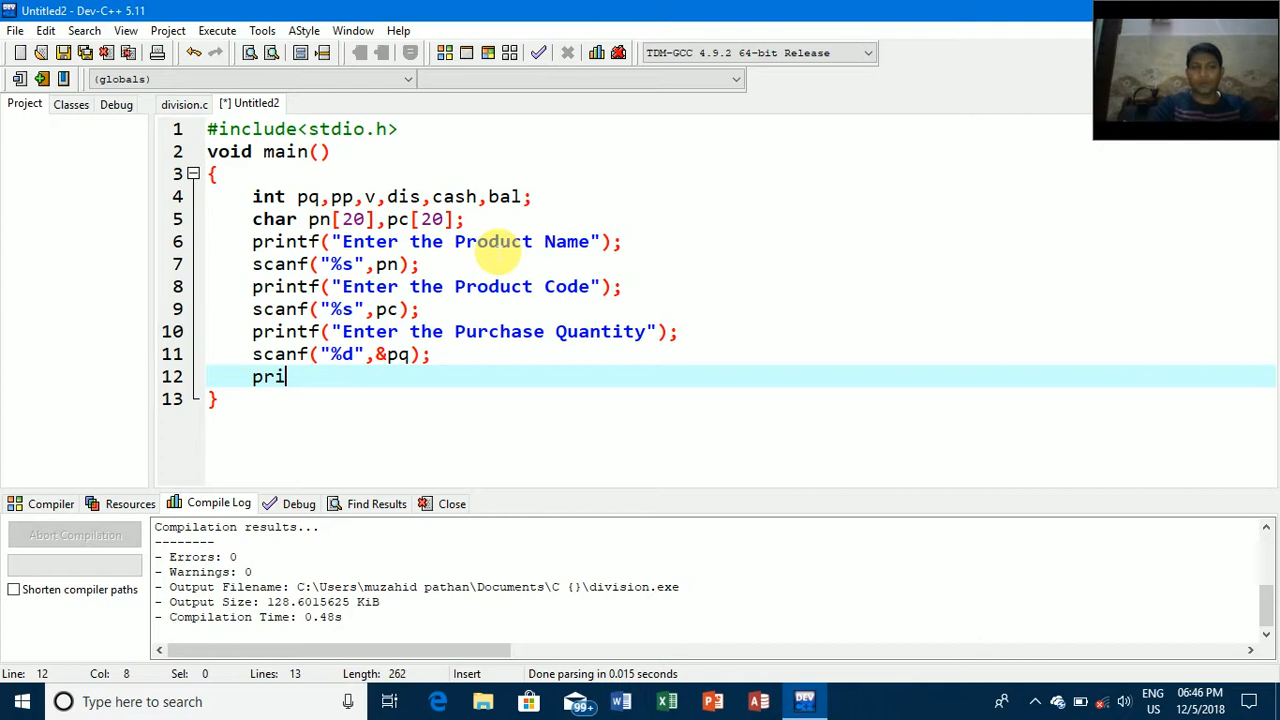 Untitled2 - Dev-C++ 5.11
File Edit Search View Project Execute Tools AStyle Window Help
TDM-GCC 4.9.2 64-bit Release
(globals)
Project Classes Debug division.c [*] Untitled2
1 #include<stdio.h>
2 void main()
3 {
4 int pq,pp,v,dis,cash,bal;
5 char pn[20],pc[20];
6 printf("Enter the Product Name");
7 scanf("%s",pn);
8 printf("Enter the Product Code");
9 scanf("%s",pc);
10 printf("Enter the Purchase Quantity");
11 scanf("%d",&pq);
12 pri
13 }
Compiler Resources Compile Log Debug Find Results Close
Abort Compilation
Shorten compiler paths
Compilation results...
--------
- Errors: 0
- Warnings: 0
- Output Filename: C:\Users\muzahid pathan\Documents\C {}\division.exe
- Output Size: 128.6015625 KiB
- Compilation Time: 0.48s
Line: 12 Col: 8 Sel: 0 Lines: 13 Length: 262 Insert Done parsing in 0.015 seconds
Type here to search
99+
DEV
ENG
US
06:46 PM
12/5/2018